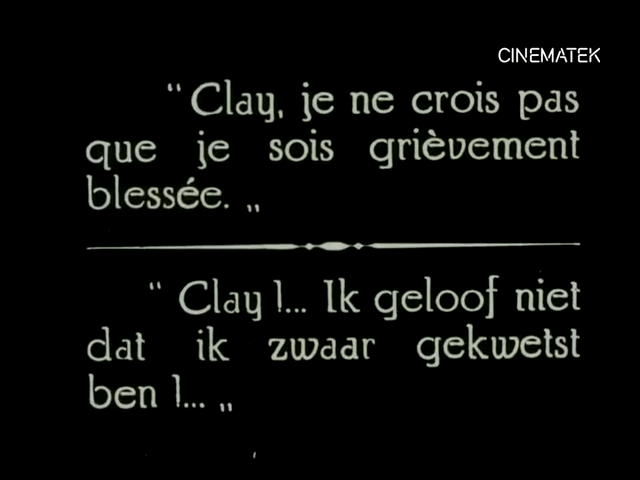 CINEMATEK
“ Clay, je ne crois pas
que je sois grièvement
blessée. „
“ Clay !... Ik geloof niet
dat ik zwaar gekwetst
ben !... „